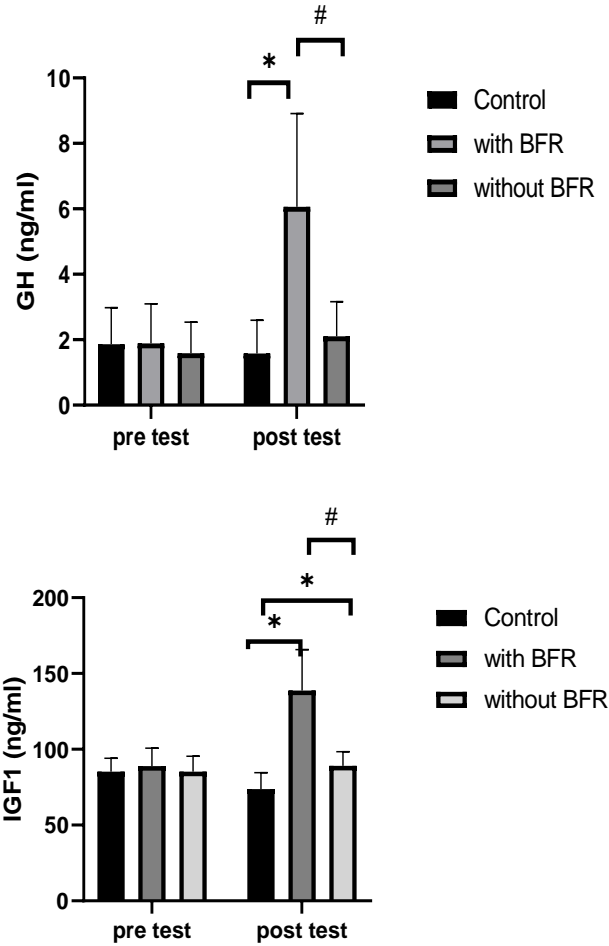 #
*
10
8
6
4
2
0
GH (ng/ml)
pre test
post test
Control
with BFR
without BFR
#
*
*
200
150
100
50
0
IGF1 (ng/ml)
pre test
post test
Control
with BFR
without BFR